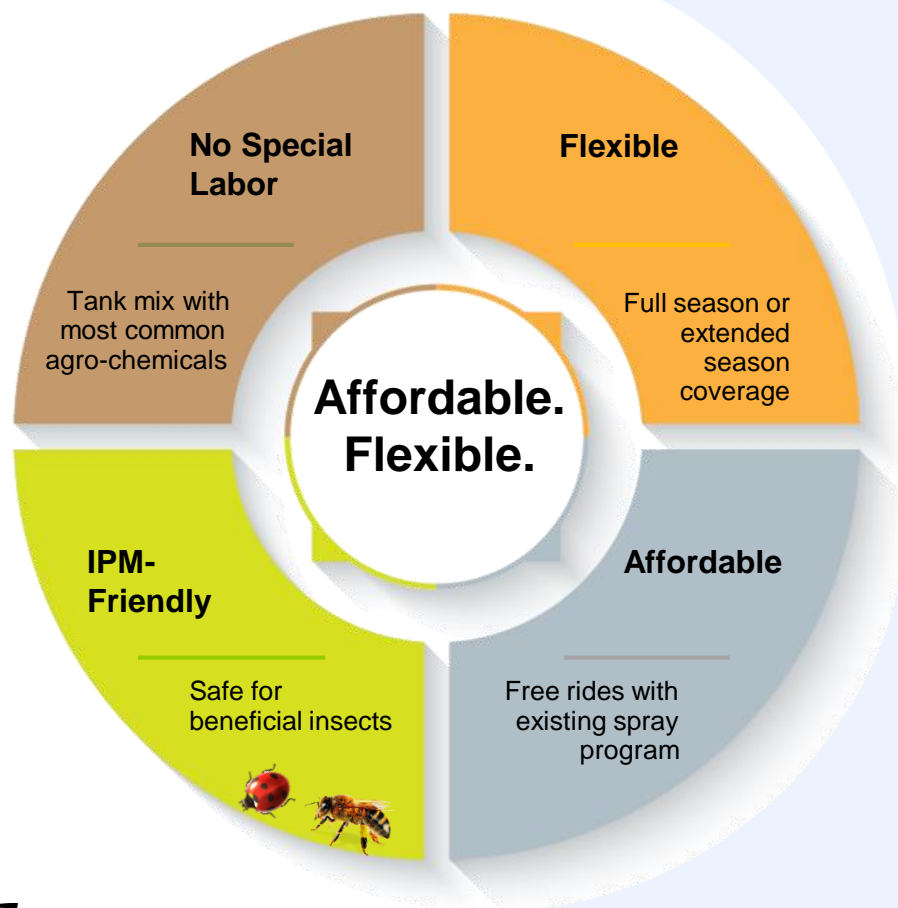 No Special
Labor
Tank mix with
most common
agro-chemicals
Flexible
Full season or
extended
season
coverage
Affordable.
Flexible.
IPM-
Friendly
Safe for
beneficial insects
Affordable
Free rides with
existing spray
program